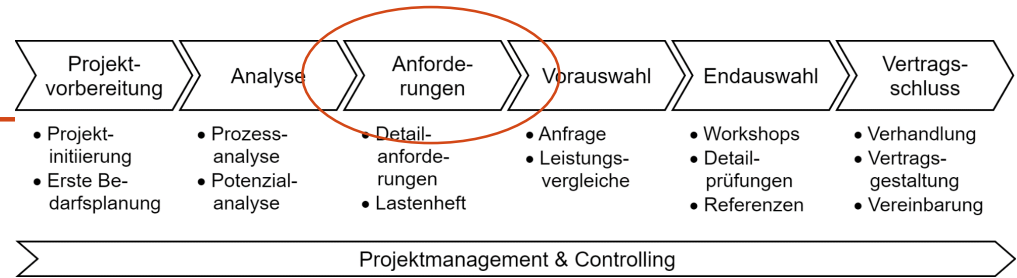 Projekt-
vorbereitung
Analyse
Anforde-
rungen
Vorauswahl
Endauswahl
Vertrags-
schluss
• Projekt-
initiierung
• Erste Be-
darfsplanung
• Prozess-
analyse
• Potenzial-
analyse
• Detail-
anforde-
rungen
• Lastenheft
• Anfrage
• Leistungs-
vergleiche
• Workshops
• Detail-
prüfungen
• Referenzen
• Verhandlung
• Vertrags-
gestaltung
• Vereinbarung
Projektmanagement & Controlling